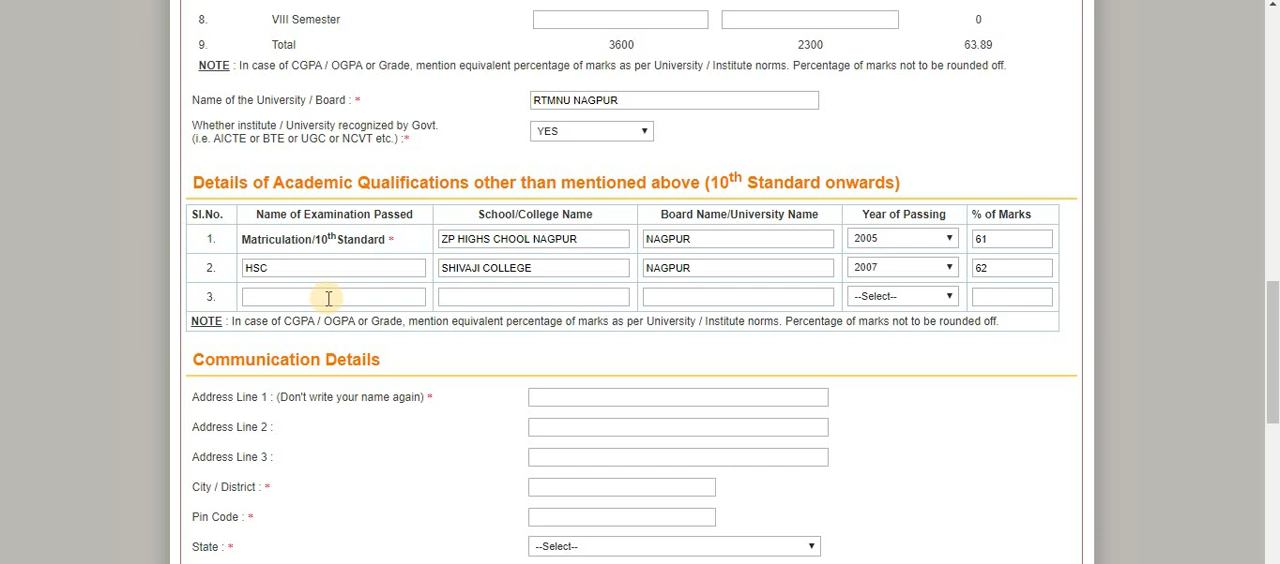 8. VIII Semester 0
9. Total 3600 2300 63.89
NOTE : In case of CGPA / OGPA or Grade, mention equivalent percentage of marks as per University / Institute norms. Percentage of marks not to be rounded off.
Name of the University / Board : * RTMNU NAGPUR
Whether institute / University recognized by Govt.
(i.e. AICTE or BTE or UGC or NCVT etc.) :* YES
Details of Academic Qualifications other than mentioned above (10th Standard onwards)
Sl.No. Name of Examination Passed School/College Name Board Name/University Name Year of Passing % of Marks
1. Matriculation/10thStandard * ZP HIGHS CHOOL NAGPUR NAGPUR 2005 61
2. HSC SHIVAJI COLLEGE NAGPUR 2007 62
3. --Select--
NOTE : In case of CGPA / OGPA or Grade, mention equivalent percentage of marks as per University / Institute norms. Percentage of marks not to be rounded off.
Communication Details
Address Line 1 : (Don't write your name again) *
Address Line 2 :
Address Line 3 :
City / District : *
Pin Code : *
State : * --Select--